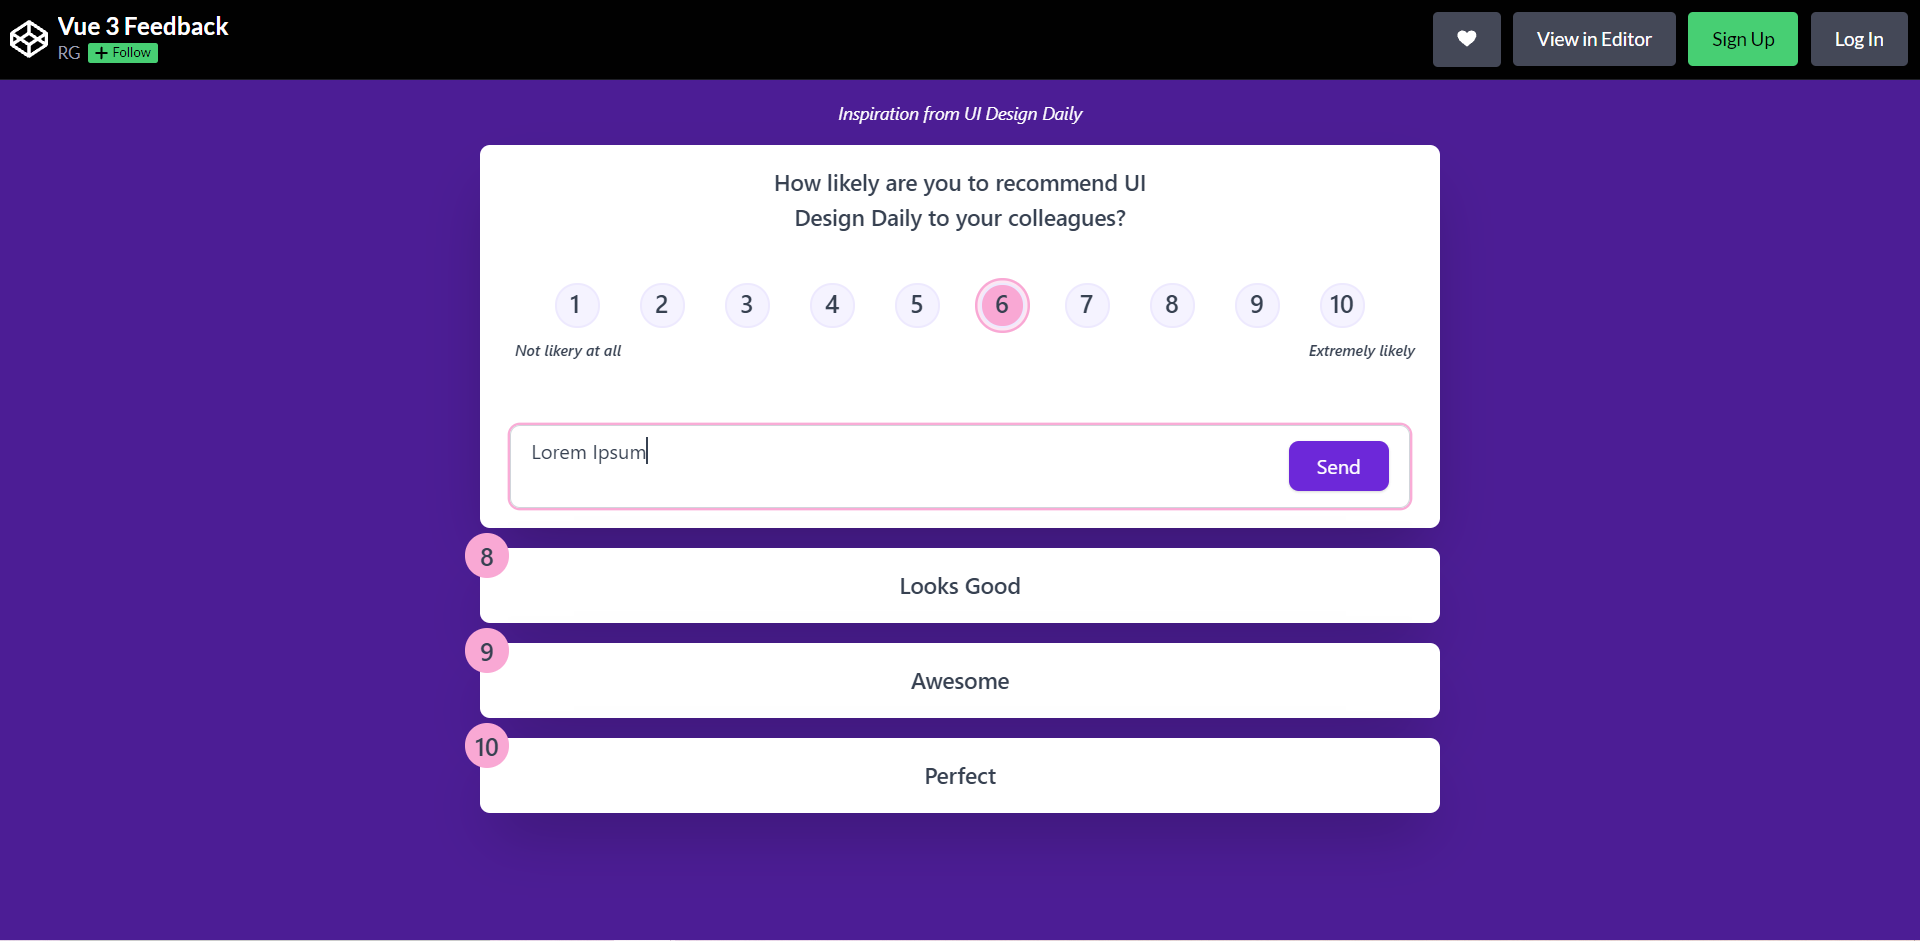 Vue 3 Feedback
RG + Follow
View in Editor
Sign Up
Log In
Inspiration from UI Design Daily
How likely are you to recommend UI
Design Daily to your colleagues?
1 2 3 4 5 6 7 8 9 10
Not likery at all
Extremely likely
Lorem Ipsum
Send
8
Looks Good
9
Awesome
10
Perfect